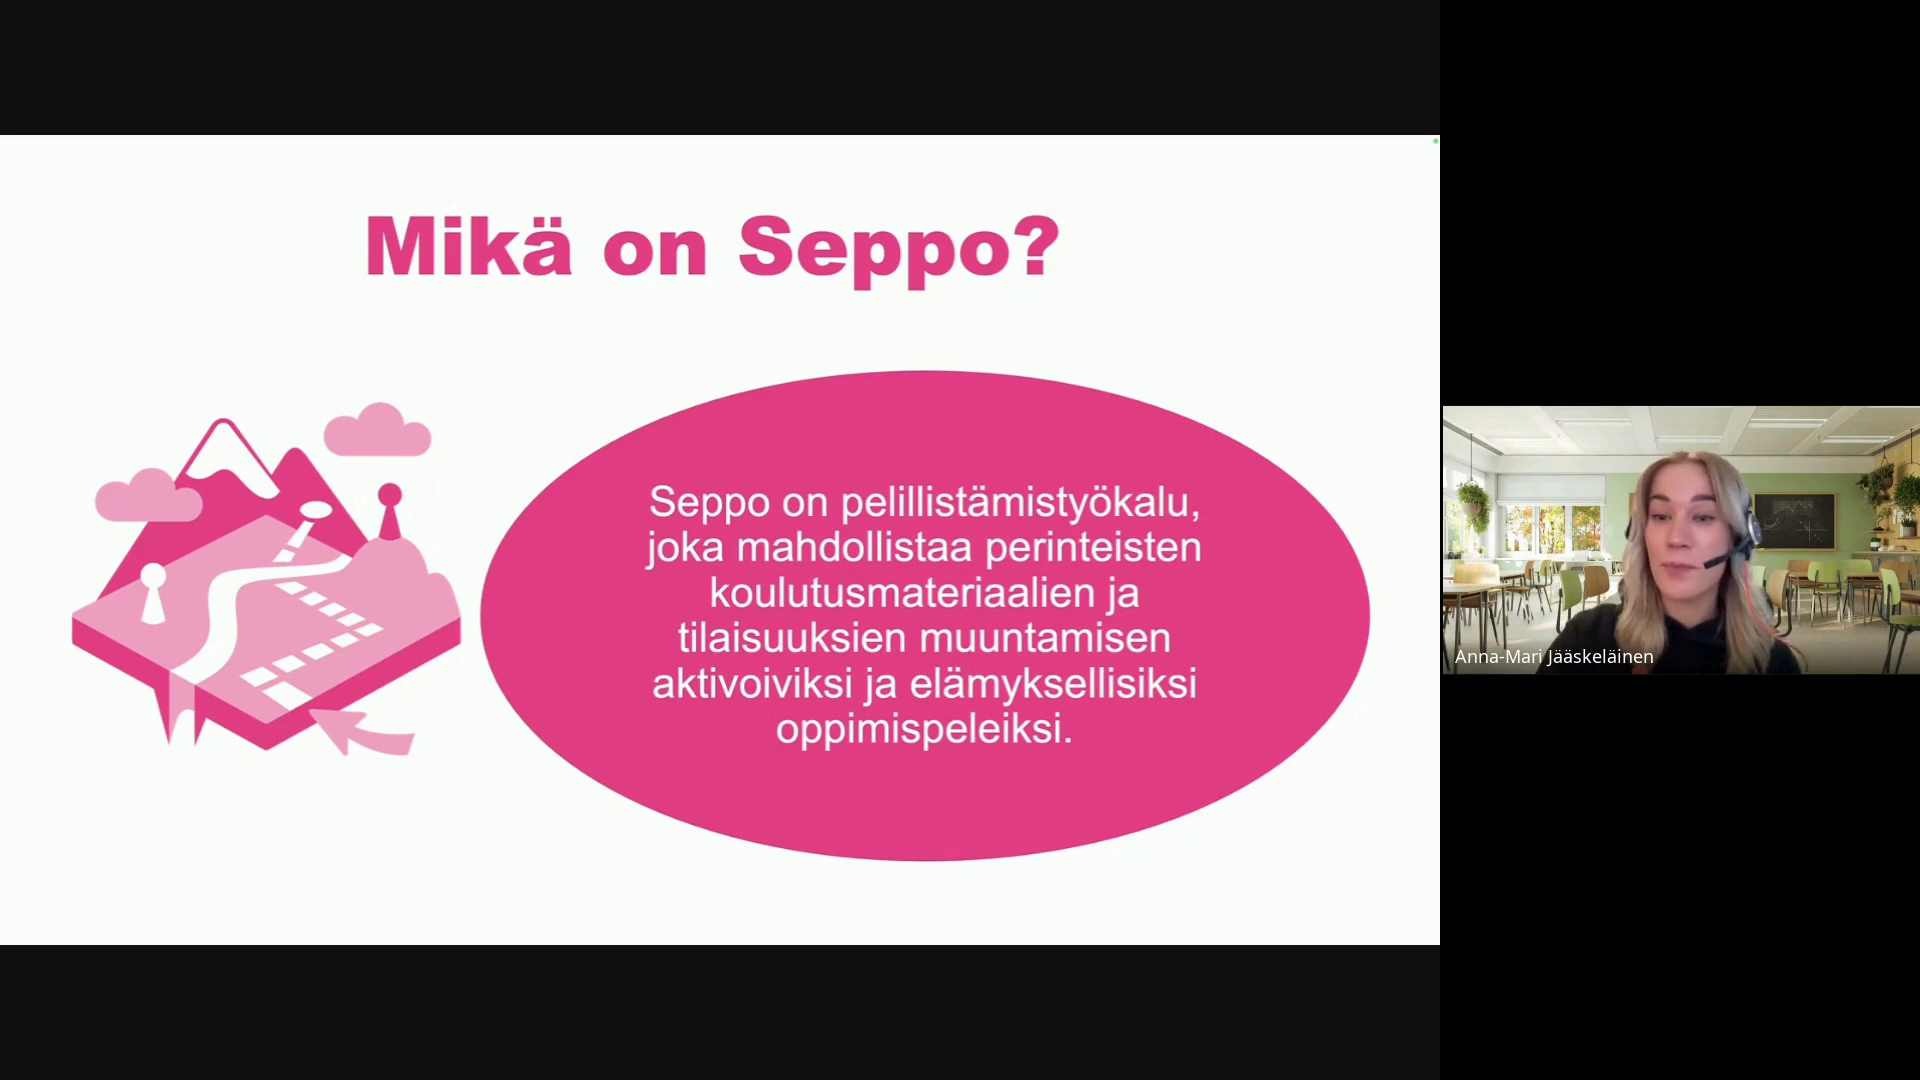 Mikä on Seppo?
Seppo on pelillistämistyökalu,
joka mahdollistaa perinteisten
koulutusmateriaalien ja
tilaisuuksien muuntamisen
aktivoiviksi ja elämyksellisiksi
oppimispeleiksi.
Anna-Mari Jääskeläinen